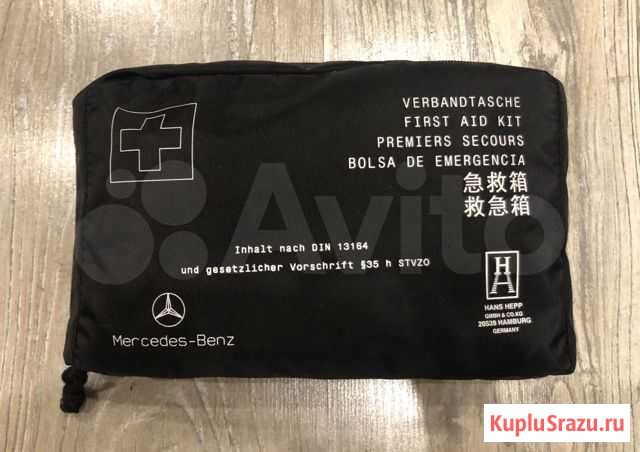 VERBANDTASCHE
FIRST AID KIT
PREMIERS SECOURS
BOLSA DE EMERGENCIA
急救箱
救急箱
Inhalt nach DIN 13164
und gesetzlicher Vorschrift §35 h STVZO
Mercedes-Benz
H
A
HANS HEPP
GMBH & CO.KG
20539 HAMBURG
GERMANY
Avito
KupluSrazu.ru